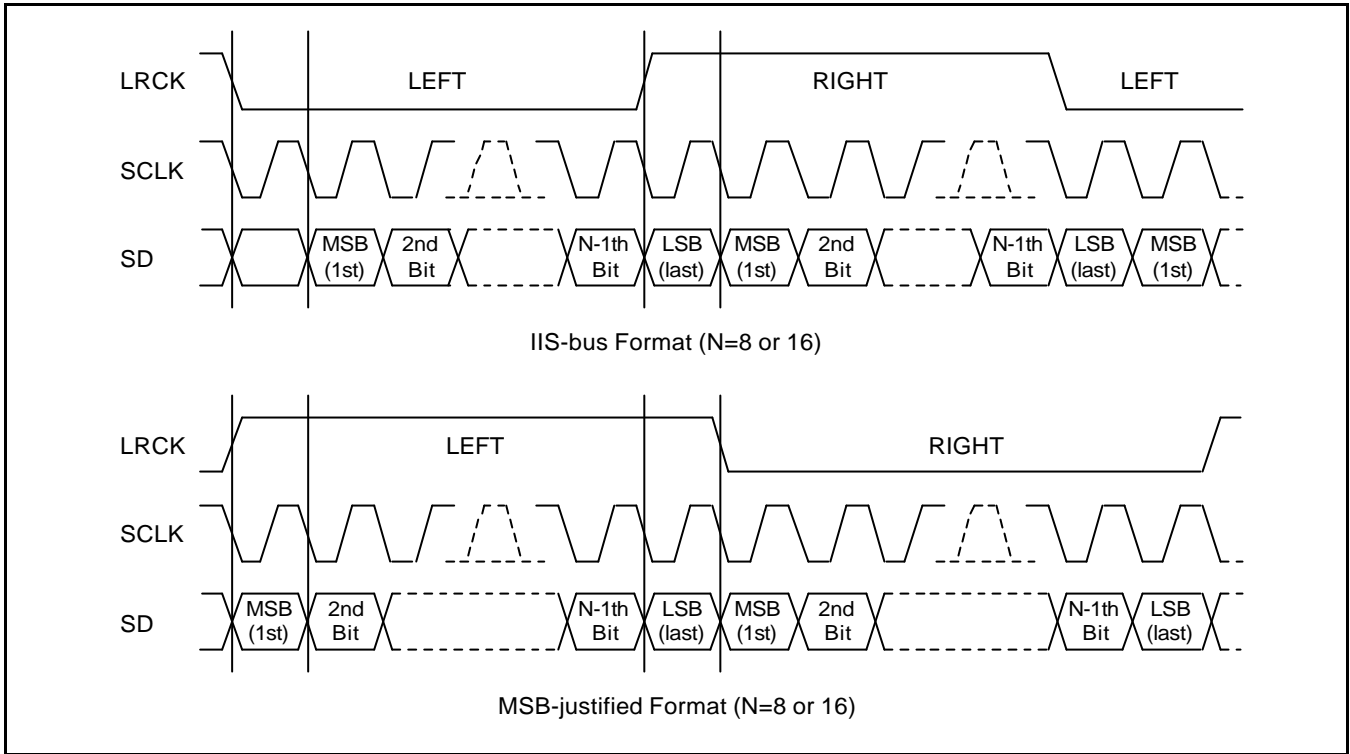 LRCK LEFT RIGHT LEFT
SCLK
SD MSB (1st) 2nd Bit N-1th Bit LSB (last) MSB (1st) 2nd Bit N-1th Bit LSB (last) MSB (1st)
IIS-bus Format (N=8 or 16)
LRCK LEFT RIGHT
SCLK
SD MSB (1st) 2nd Bit N-1th Bit LSB (last) MSB (1st) 2nd Bit N-1th Bit LSB (last)
MSB-justified Format (N=8 or 16)